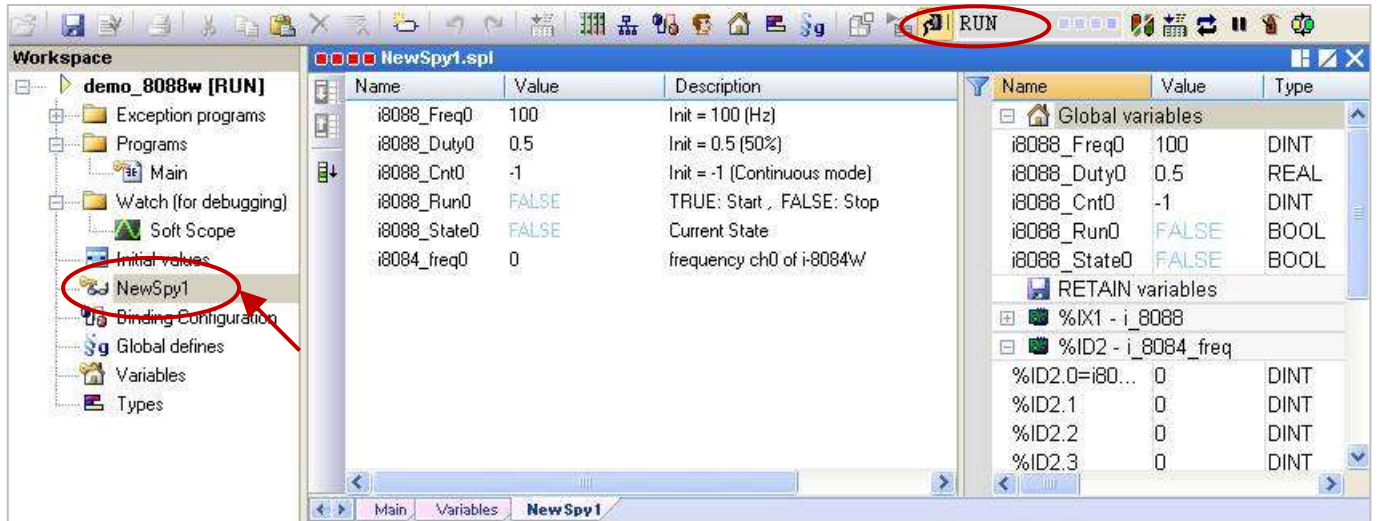 RUN
Workspace
demo_8088w [RUN]
Exception programs
Programs
Main
Watch (for debugging)
Soft Scope
Initial values
NewSpy1
Binding Configuration
Global defines
Variables
Types
NewSpy1.spl
Name Value Description
i8088_Freq0 100 Init = 100 (Hz)
i8088_Duty0 0.5 Init = 0.5 (50%)
i8088_Cnt0 -1 Init = -1 (Continuous mode)
i8088_Run0 FALSE TRUE: Start , FALSE: Stop
i8088_State0 FALSE Current State
i8084_freq0 0 frequency ch0 of i-8084W
Main Variables NewSpy1
Name Value Type
Global variables
i8088_Freq0 100 DINT
i8088_Duty0 0.5 REAL
i8088_Cnt0 -1 DINT
i8088_Run0 FALSE BOOL
i8088_State0 FALSE BOOL
RETAIN variables
%IX1 - i_8088
%ID2 - i_8084_freq
%ID2.0=i80... 0 DINT
%ID2.1 0 DINT
%ID2.2 0 DINT
%ID2.3 0 DINT